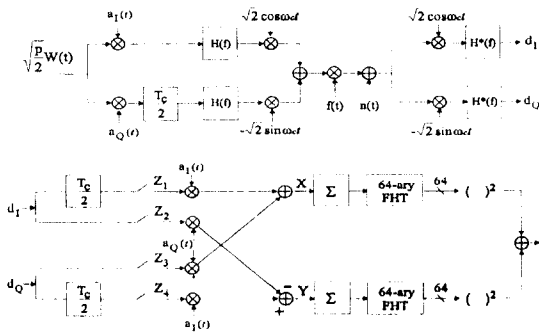 a_I(t)
√2 cosω_ct
√2 cosω_ct
√(P/2) W(t)
H(f)
H*(f)
d_I
T_c/2
H(f)
f(t)
n(t)
H*(f)
d_Q
a_Q(t)
-√2 sinω_ct
-√2 sinω_ct
a_I(t)
T_c/2
Z_1
X
Σ
64-ary FHT
64
( )²
d_I
Z_2
a_Q(t)
Z_3
d_Q
T_c/2
Z_4
−
+
Y
Σ
64-ary FHT
64
( )²
a_I(t)